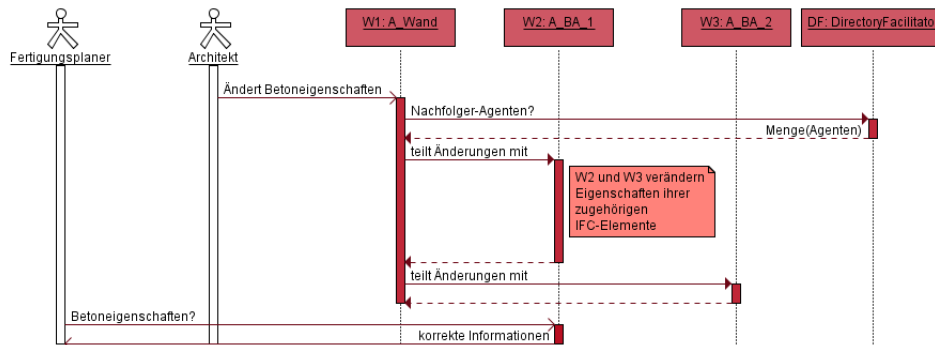 W1: A_Wand
W2: A_BA_1
W3: A_BA_2
DF: DirectoryFacilitato
Fertigungsplaner
Architekt
Ändert Betoneigenschaften
Nachfolger-Agenten?
Menge(Agenten)
teilt Änderungen mit
W2 und W3 verändern
Eigenschaften ihrer
zugehörigen
IFC-Elemente
teilt Änderungen mit
Betoneigenschaften?
korrekte Informationen